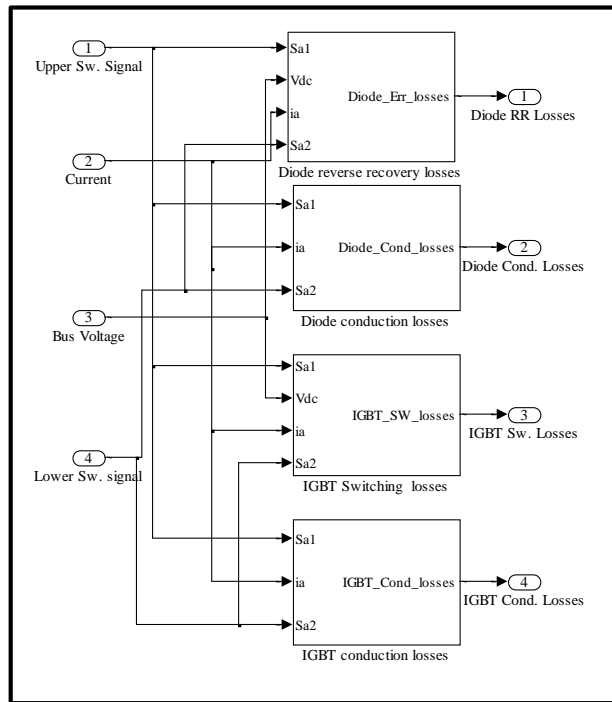 1
Upper Sw. Signal
2
Current
3
Bus Voltage
4
Lower Sw. signal
Sa1
Vdc
ia
Sa2
Diode_Err_losses
Diode reverse recovery losses
1
Diode RR Losses
Sa1
ia
Sa2
Diode_Cond_losses
Diode conduction losses
2
Diode Cond. Losses
Sa1
Vdc
ia
Sa2
IGBT_SW_losses
IGBT Switching losses
3
IGBT Sw. Losses
Sa1
ia
Sa2
IGBT_Cond_losses
IGBT conduction losses
4
IGBT Cond. Losses